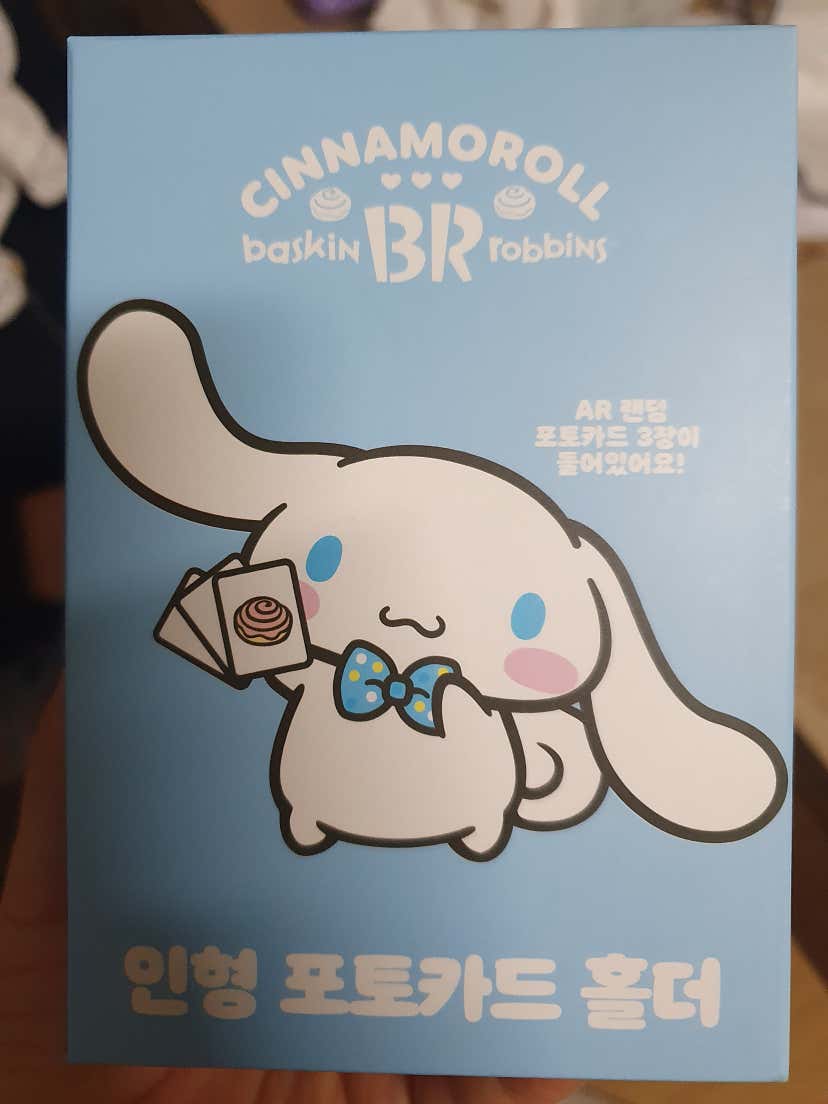 CINNAMOROLL
baskin BR robbins
AR 랜덤
포토카드 3장이
들어있어요!
인형 포토카드 홀더